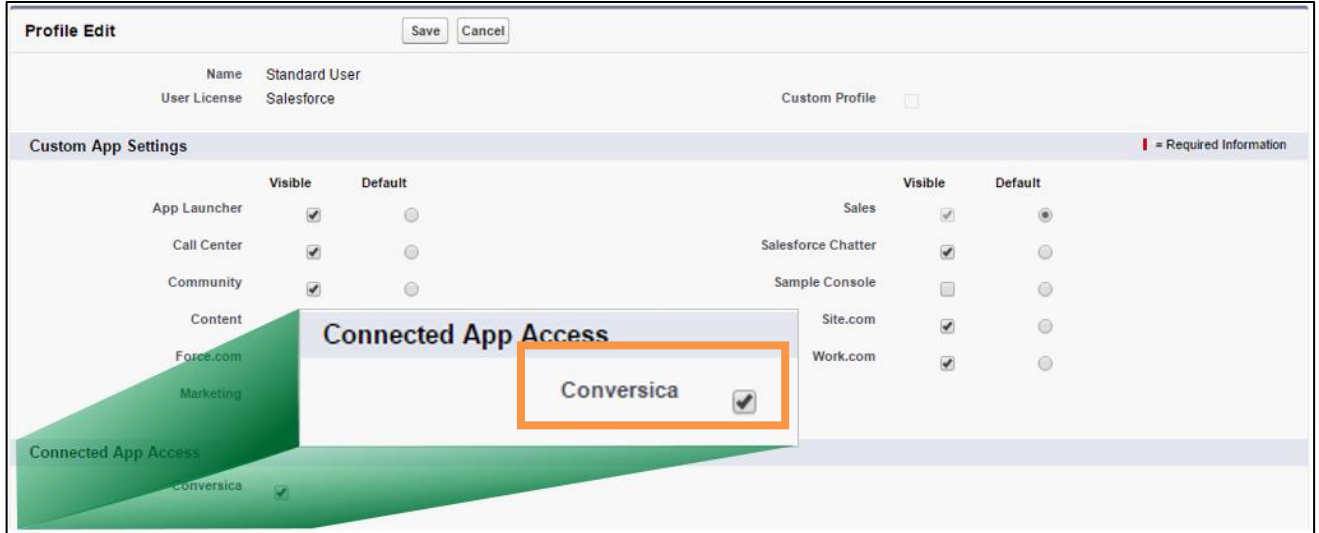 Profile Edit Save Cancel
Name Standard User
User License Salesforce Custom Profile
Custom App Settings = Required Information
Visible Default Visible Default
App Launcher Sales
Call Center Salesforce Chatter
Community Sample Console
Content Site.com
Force.com Work.com
Marketing
Connected App Access
Conversica
Connected App Access
Conversica